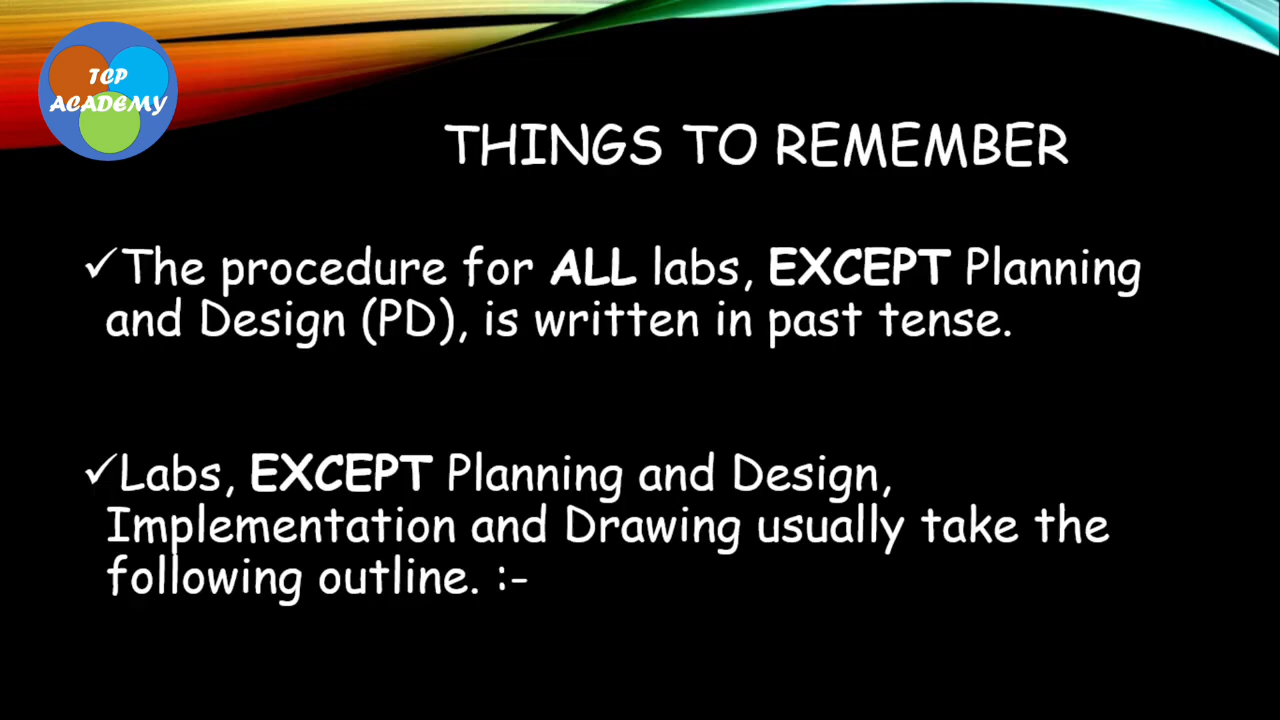 TCP
ACADEMY
THINGS TO REMEMBER
✓The procedure for ALL labs, EXCEPT Planning
and Design (PD), is written in past tense.
✓Labs, EXCEPT Planning and Design,
Implementation and Drawing usually take the
following outline. :-